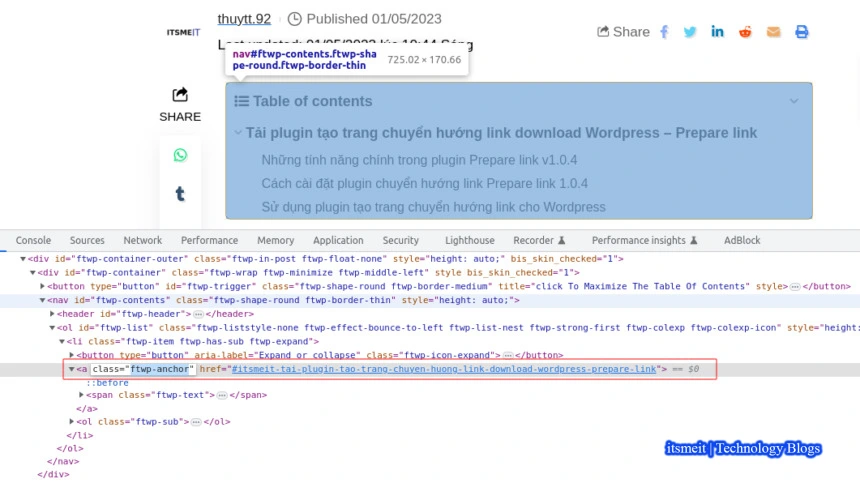 thuytt.92 Published 01/05/2023
ITSMEIT
Share
nav#ftwp-contents.ftwp-sha
pe-round.ftwp-border-thin
725.02 × 170.66
SHARE
Table of contents
Tải plugin tạo trang chuyển hướng link download Wordpress – Prepare link
Những tính năng chính trong plugin Prepare link v1.0.4
Cách cài đặt plugin chuyển hướng link Prepare link 1.0.4
Sử dụng plugin tạo trang chuyển hướng link cho Wordpress
Console Sources Network Performance Memory Application Security Lighthouse Recorder Performance insights AdBlock
<div id="ftwp-container-outer" class="ftwp-in-post ftwp-float-none" style="height: auto;" bis_skin_checked="1">
<div id="ftwp-container" class="ftwp-wrap ftwp-minimize ftwp-middle-left" style bis_skin_checked="1">
<button type="button" id="ftwp-trigger" class="ftwp-shape-round ftwp-border-medium" title="click To Maximize The Table Of Contents" style>…</button>
<nav id="ftwp-contents" class="ftwp-shape-round ftwp-border-thin" style="height: auto;">
<header id="ftwp-header">…</header>
<ol id="ftwp-list" class="ftwp-liststyle-none ftwp-effect-bounce-to-left ftwp-list-nest ftwp-strong-first ftwp-colexp ftwp-colexp-icon" style="height:
<li class="ftwp-item ftwp-has-sub ftwp-expand">
<button type="button" aria-label="Expand or collapse" class="ftwp-icon-expand">…</button>
<a class="ftwp-anchor" href="#itsmeit-tai-plugin-tao-trang-chuyen-huong-link-download-wordpress-prepare-link"> == $0
::before
<span class="ftwp-text">…</span>
</a>
<ol class="ftwp-sub">…</ol>
</li>
</ol>
</nav>
</div>
itsmeit | Technology Blogs